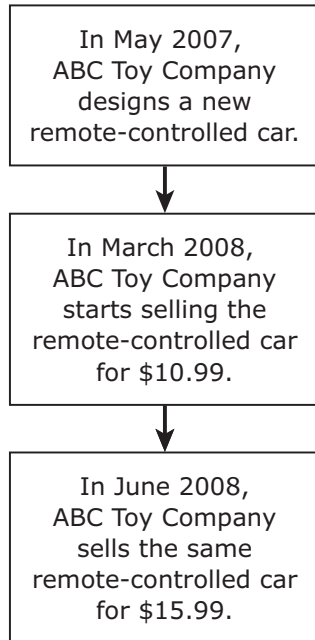 In May 2007,
ABC Toy Company
designs a new
remote-controlled car.
In March 2008,
ABC Toy Company
starts selling the
remote-controlled car
for $10.99.
In June 2008,
ABC Toy Company
sells the same
remote-controlled car
for $15.99.